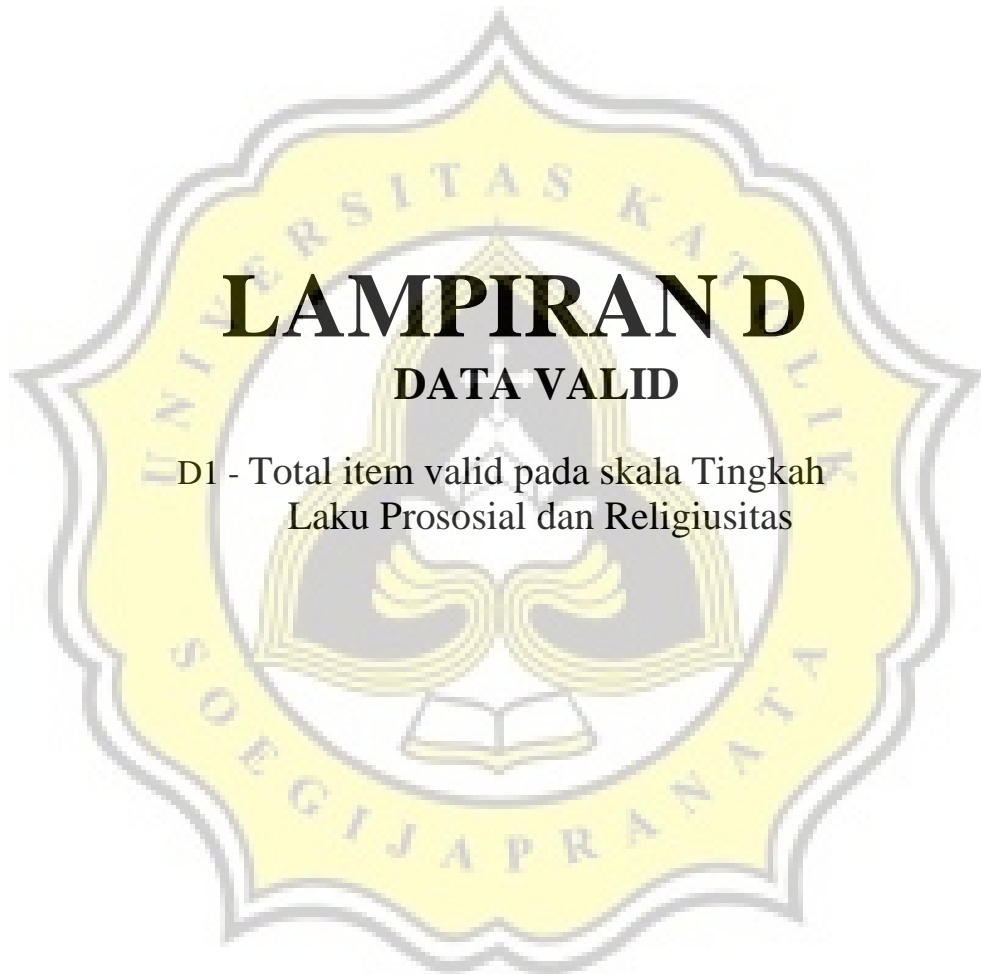 UNIVERSITAS KATOLIK
LAMPIRAN D
DATA VALID
D1 - Total item valid pada skala Tingkah
Laku Prososial dan Religiusitas
SOEGIJAPRANATA